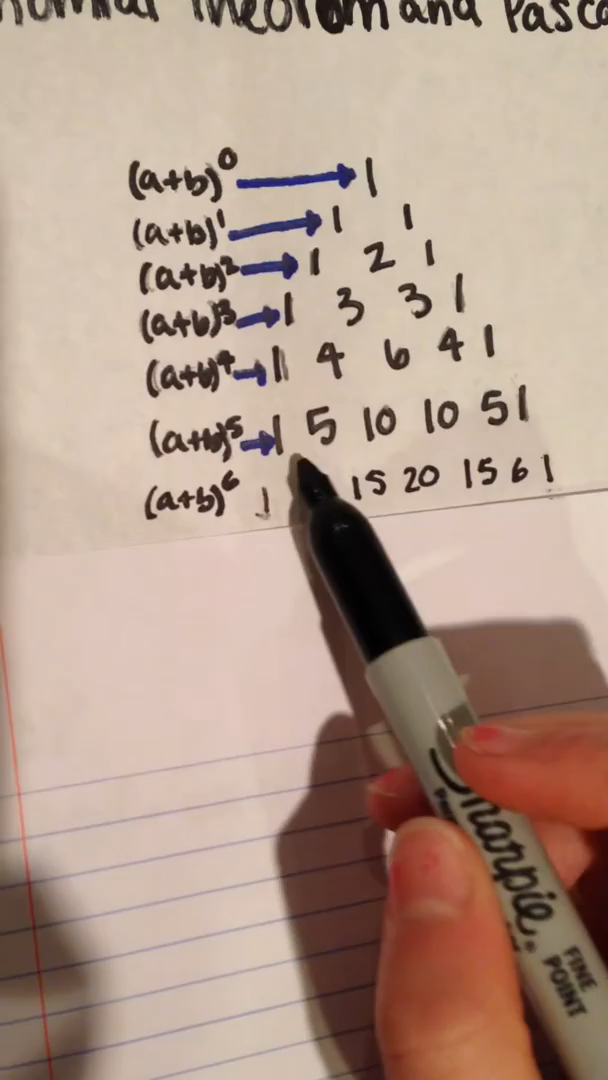 Theorem and Pasca
(a+b)^0 → 1
(a+b)^1 → 1 1
(a+b)^2 → 1 2 1
(a+b)^3 → 1 3 3 1
(a+b)^4 → 1 4 6 4 1
(a+b)^5 → 1 5 10 10 5 1
(a+b)^6 1 15 20 15 6 1
Sharpie.
FINE
POINT